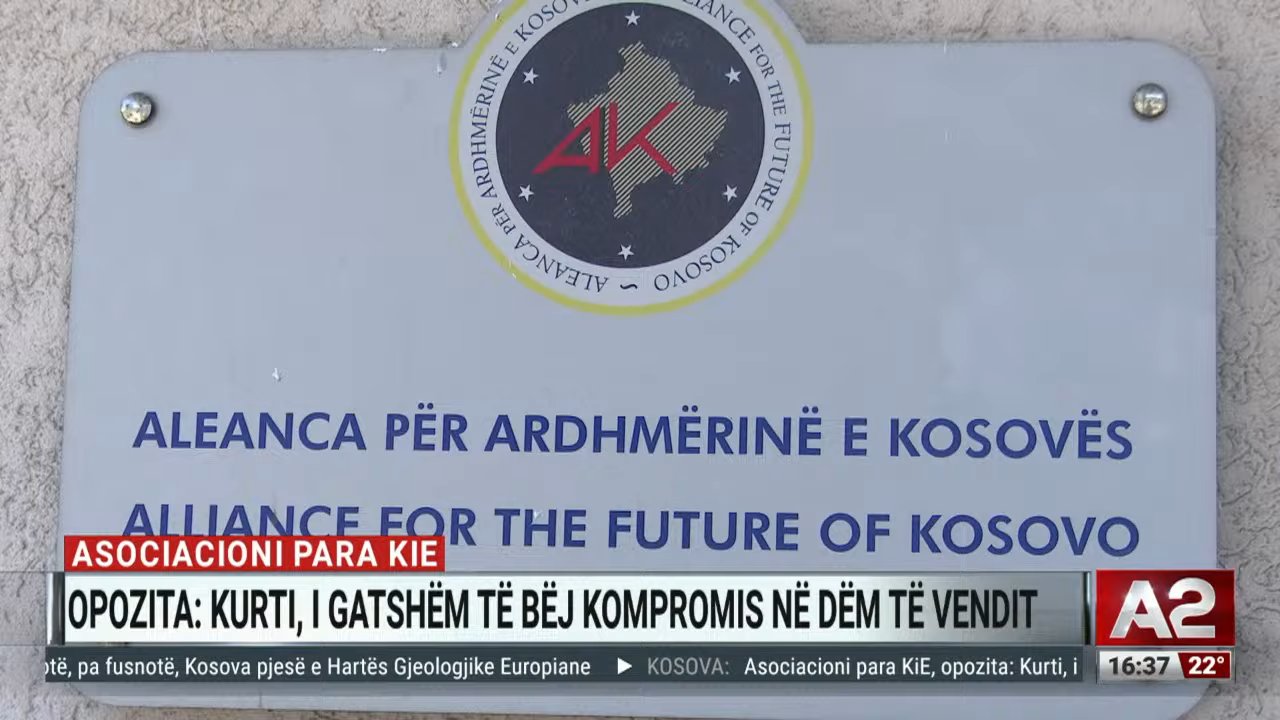 ALEANCA PËR ARDHMËRINË E KOSOVËS
ALLIANCE FOR THE FUTURE OF KOSOVO
AK
ALEANCA PËR ARDHMËRINË E KOSOVËS
ALLIANCE FOR THE FUTURE OF KOSOVO
ASOCIACIONI PARA KIE
OPOZITA: KURTI, I GATSHËM TË BËJ KOMPROMIS NË DËM TË VENDIT
A2
otë, pa fusnotë, Kosova pjesë e Hartës Gjeologjike Europiane ▶ KOSOVA: Asociacioni para KiE, opozita: Kurti, i
16:37 22°